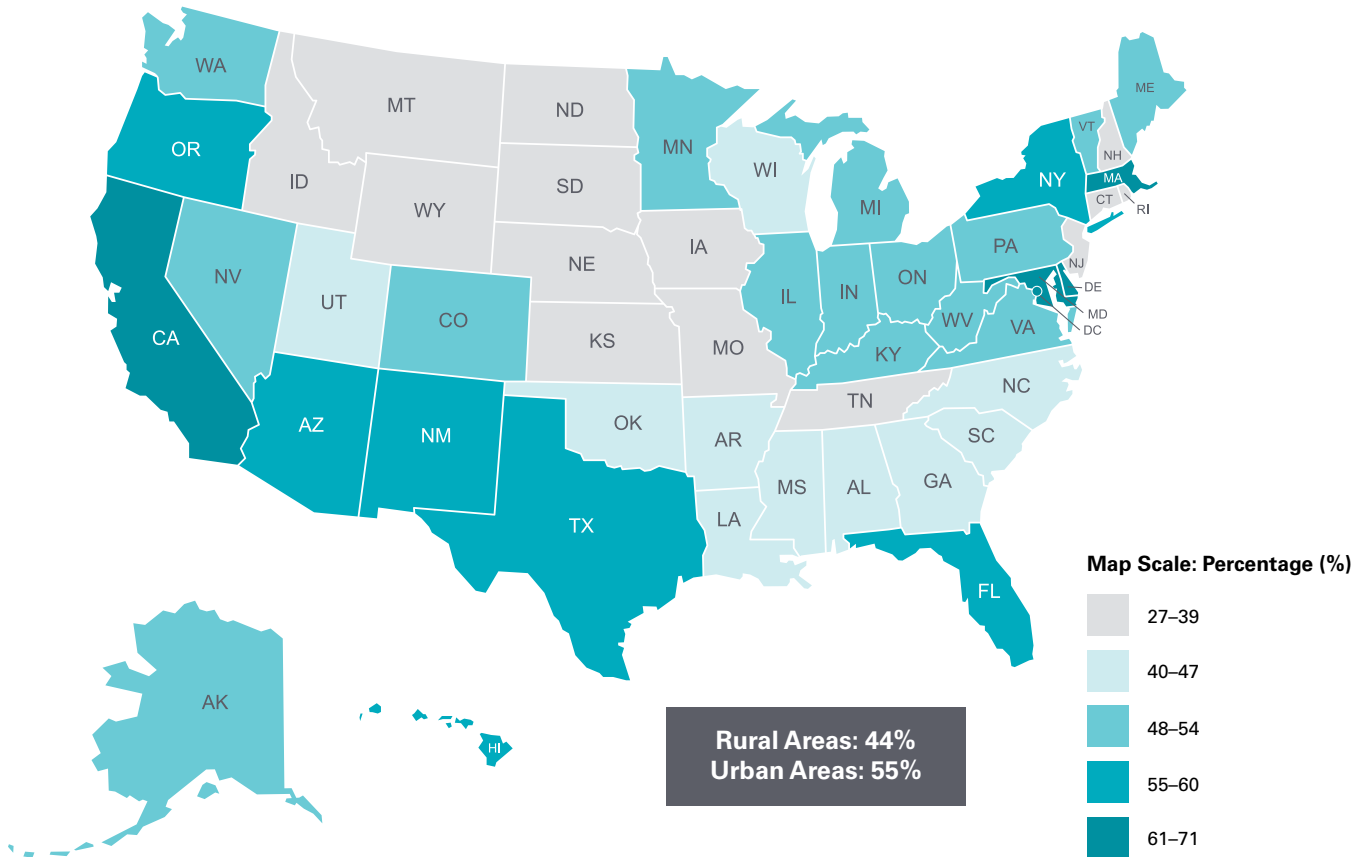 WA
ME
MT
ND
VT
OR
MN
NH
ID
WI
NY
MA
SD
WY
MI
CT
RI
IA
PA
NE
NJ
NV
ON
UT
IL
IN
DE
CO
WV
MD
VA
DC
CA
KS
MO
KY
NC
TN
AZ
OK
NM
AR
SC
MS
AL
GA
LA
TX
FL
AK
HI
Rural Areas: 44%
Urban Areas: 55%
Map Scale: Percentage (%)
27–39
40–47
48–54
55–60
61–71